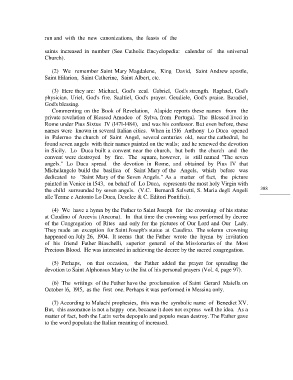 run and with the new canonizations, the feasts of the
saints increased in number (See Catholic Encyclopedia: calendar of the universal
Church).
(2) We remember Saint Mary Magdalene, King David, Saint Andrew apostle,
Saint Hilarion, Saint Catherine, Saint Albert, etc.
(3) Here they are: Michael, God's zeal. Gabriel, God's strength. Raphael, God's
physician. Uriel, God's fire. Sealtiel, God's prayer. Geudiele, God's praise. Barachiel,
God's blessing.
Commenting on the Book of Revelation, Alapide reports these names from the
private revelation of Blessed Amadeo of Sylva, from Portugal. The Blessed lived in
Rome under Pius Sixtus IV (1471-1484), and was his confessor. But even before, these
names were known in several Italian cities. When in 1516 Anthony Lo Duca opened
in Palermo the church of Saint Angel, several centuries old, near the cathedral, he
found seven angels with their names painted on the walls; and he renewed the devotion
in Sicily. Lo Duca built a convent near the church, but both the church and the
convent were destroyed by fire. The square, however, is still named "The seven
angels." Lo Duca spread the devotion in Rome, and obtained by Pius IV that
Michelangelo build the basilica of Saint Mary of the Angels, which before was
dedicated to "Saint Mary and the Seven Angels." As a matter of fact, the picture
painted in Venice in 1543, on behalf of Lo Duca, represents the most holy Virgin with
the child surrounded by seven angels. (V.C. Bernardi Salvetti, S. Maria degli Angeli
alle Terme e Antonio Lo Duca, Desclee & C. Editori Pontifici).
(4) We have a hymn by the Father to Saint Joseph for the crowning of his statue
at Caudino of Arcevia (Ancona). In that time the crowning was performed by decree
of the Congregation of Rites and only for the pictures of Our Lord and Our Lady.
They made an exception for Saint Joseph's statue at Caudino. The solemn crowning
happened on July 26, 1904. It seems that the Father wrote the hymn by invitation
of his friend Father Biaschelli, superior general of the Missionaries of the Most
Precious Blood. He was interested in achieving the decree by the sacred congregation.
(5) Perhaps, on that occasion, the Father added the prayer for spreading the
devotion to Saint Alphonsus Mary to the list of his personal prayers (Vol. 4, page 97).
(6) The writings of the Father have the proclamation of Saint Gerard Maiella on
October 16, 1915, as the first one. Perhaps it was performed in Messina only.
(7) According to Malachi prophesies, this was the symbolic name of Benedict XV.
But, this assonance is not a happy one, because it does not express well the idea. As a
matter of fact, both the Latin verbs depopulo and populo mean destroy. The Father gave
to the word populata the Italian meaning of increased.